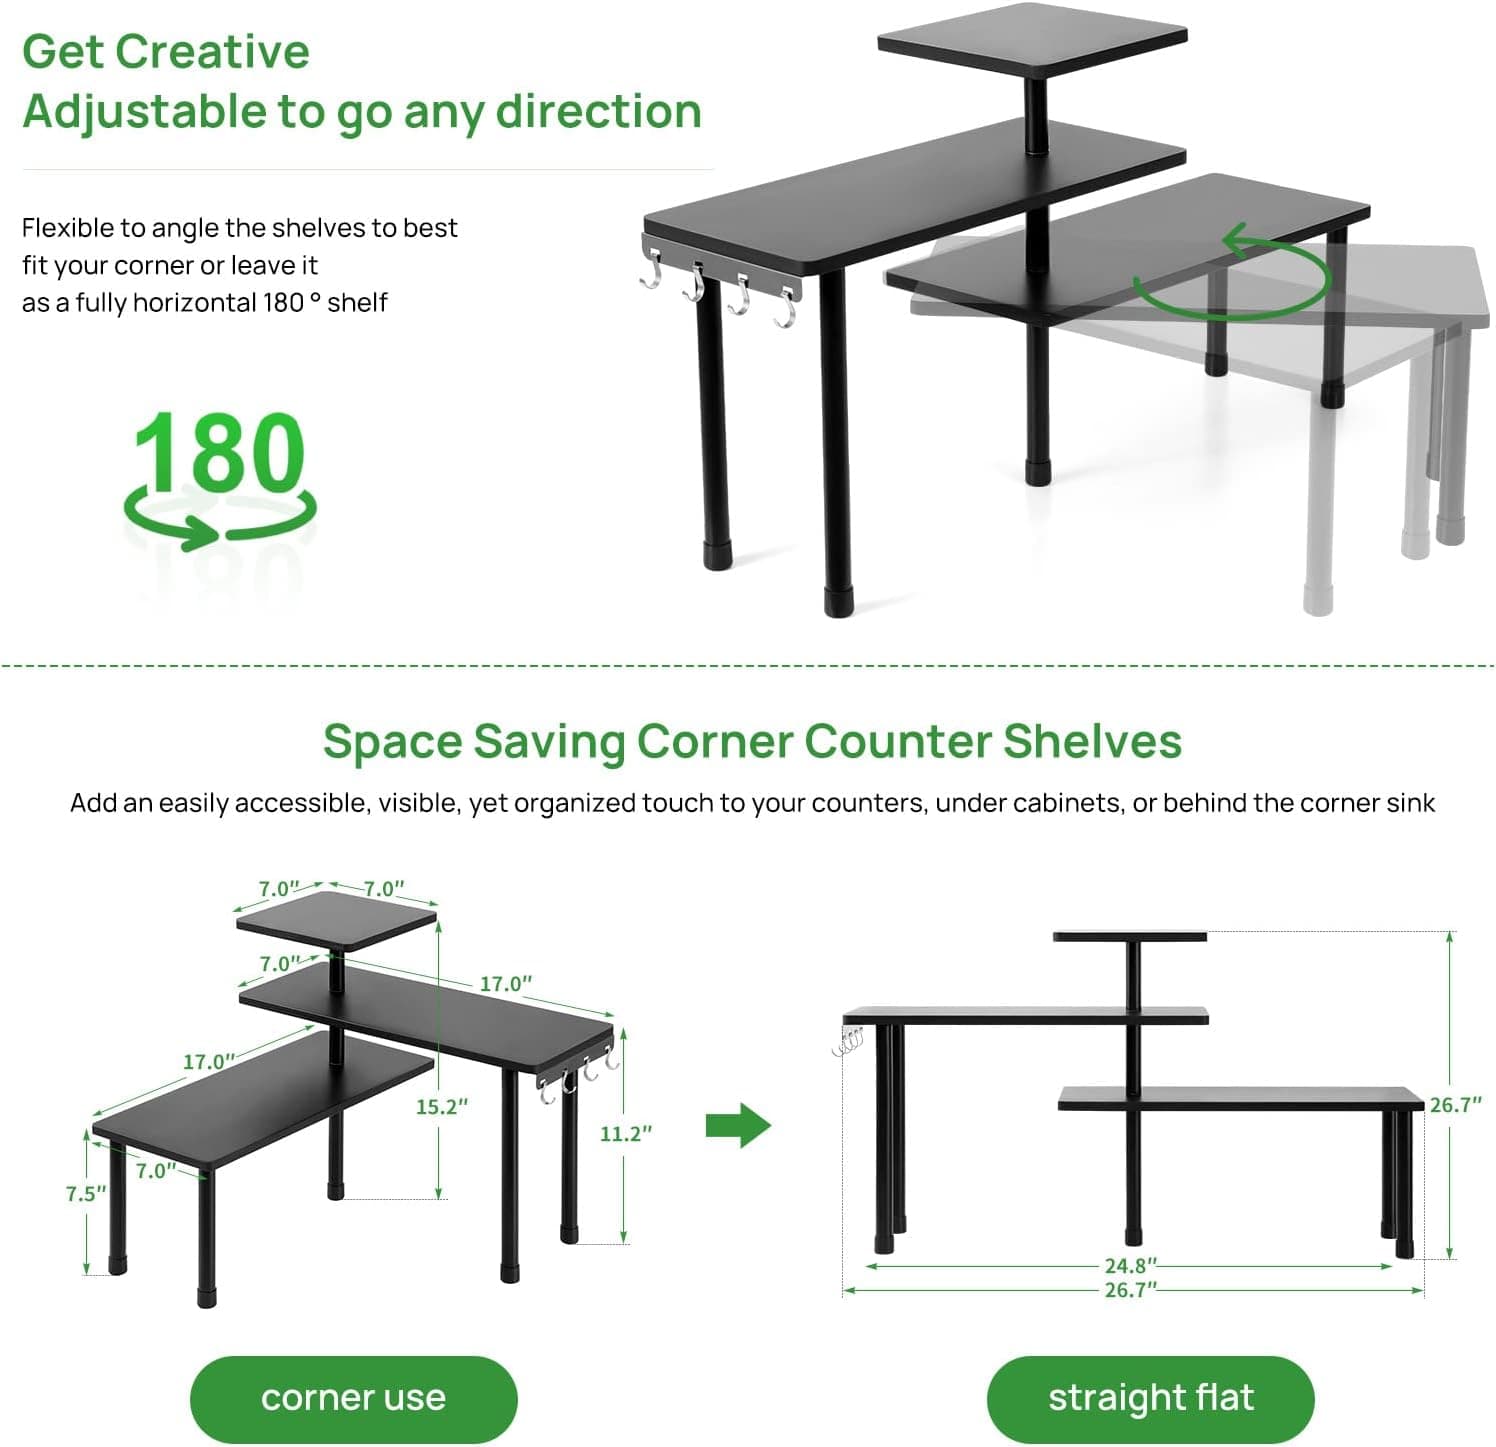 Get Creative
Adjustable to go any direction
Flexible to angle the shelves to best
fit your corner or leave it
as a fully horizontal 180 ° shelf
180
Space Saving Corner Counter Shelves
Add an easily accessible, visible, yet organized touch to your counters, under cabinets, or behind the corner sink
7.0" 7.0"
7.0" 17.0"
17.0"
15.2"
11.2"
7.0"
7.5"
26.7"
24.8"
26.7"
corner use
straight flat